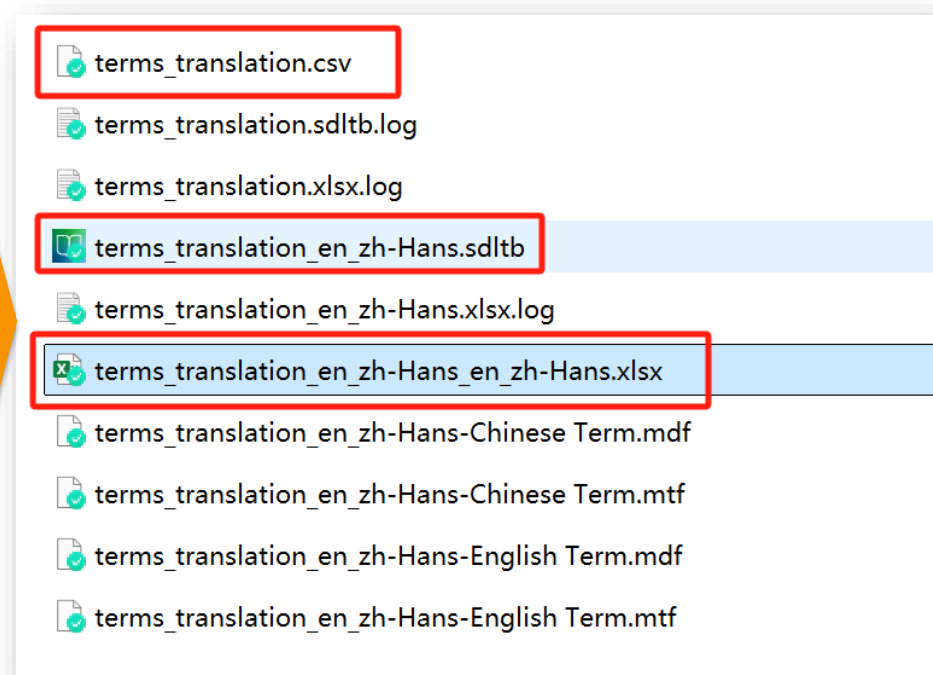 terms_translation.csv
terms_translation.sdltb.log
terms_translation.xlsx.log
terms_translation_en_zh-Hans.sdltb
terms_translation_en_zh-Hans.xlsx.log
terms_translation_en_zh-Hans_en_zh-Hans.xlsx
terms_translation_en_zh-Hans-Chinese Term.mdf
terms_translation_en_zh-Hans-Chinese Term.mtf
terms_translation_en_zh-Hans-English Term.mdf
terms_translation_en_zh-Hans-English Term.mtf